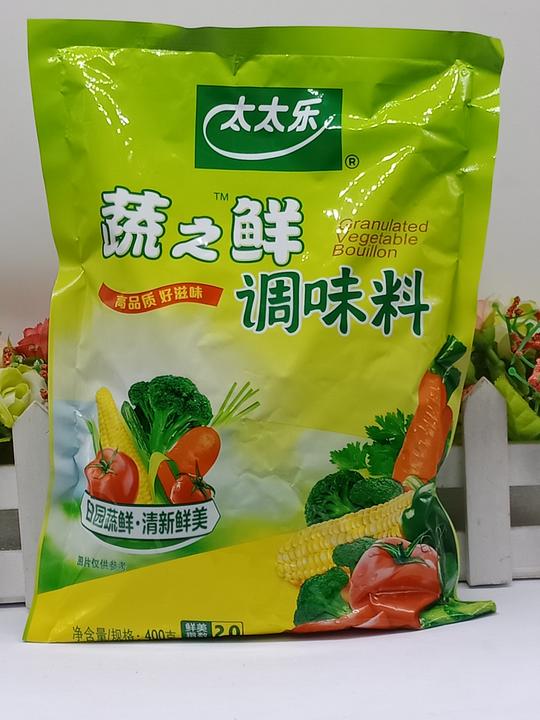 太太乐
®
蔬之鲜
TM
Granulated
Vegetable
Bouillon
高品质 好滋味
调味料
田园蔬鲜·清新鲜美
图片仅供参考
净含量/规格:400克
鲜美
指数
2.0